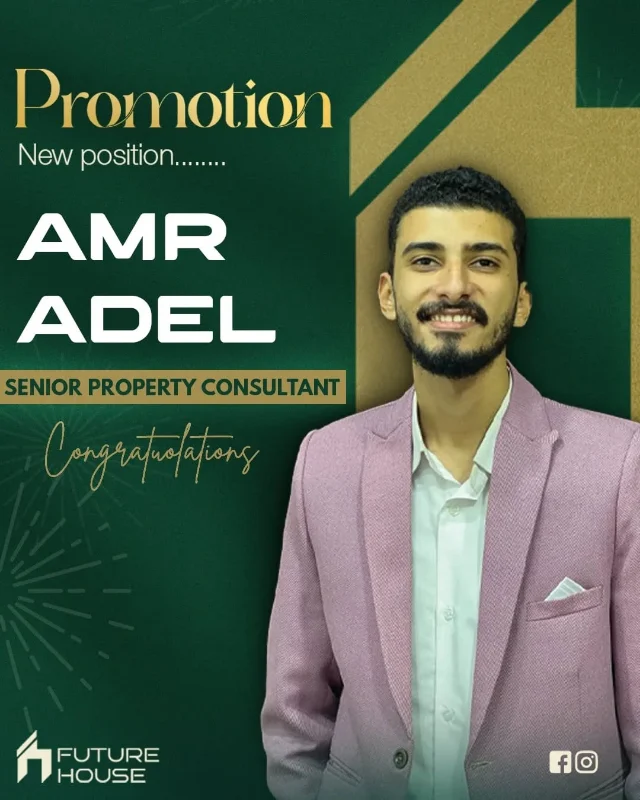 Promotion
New position........
AMR
ADEL
SENIOR PROPERTY CONSULTANT
Congratuolations
FUTURE
HOUSE